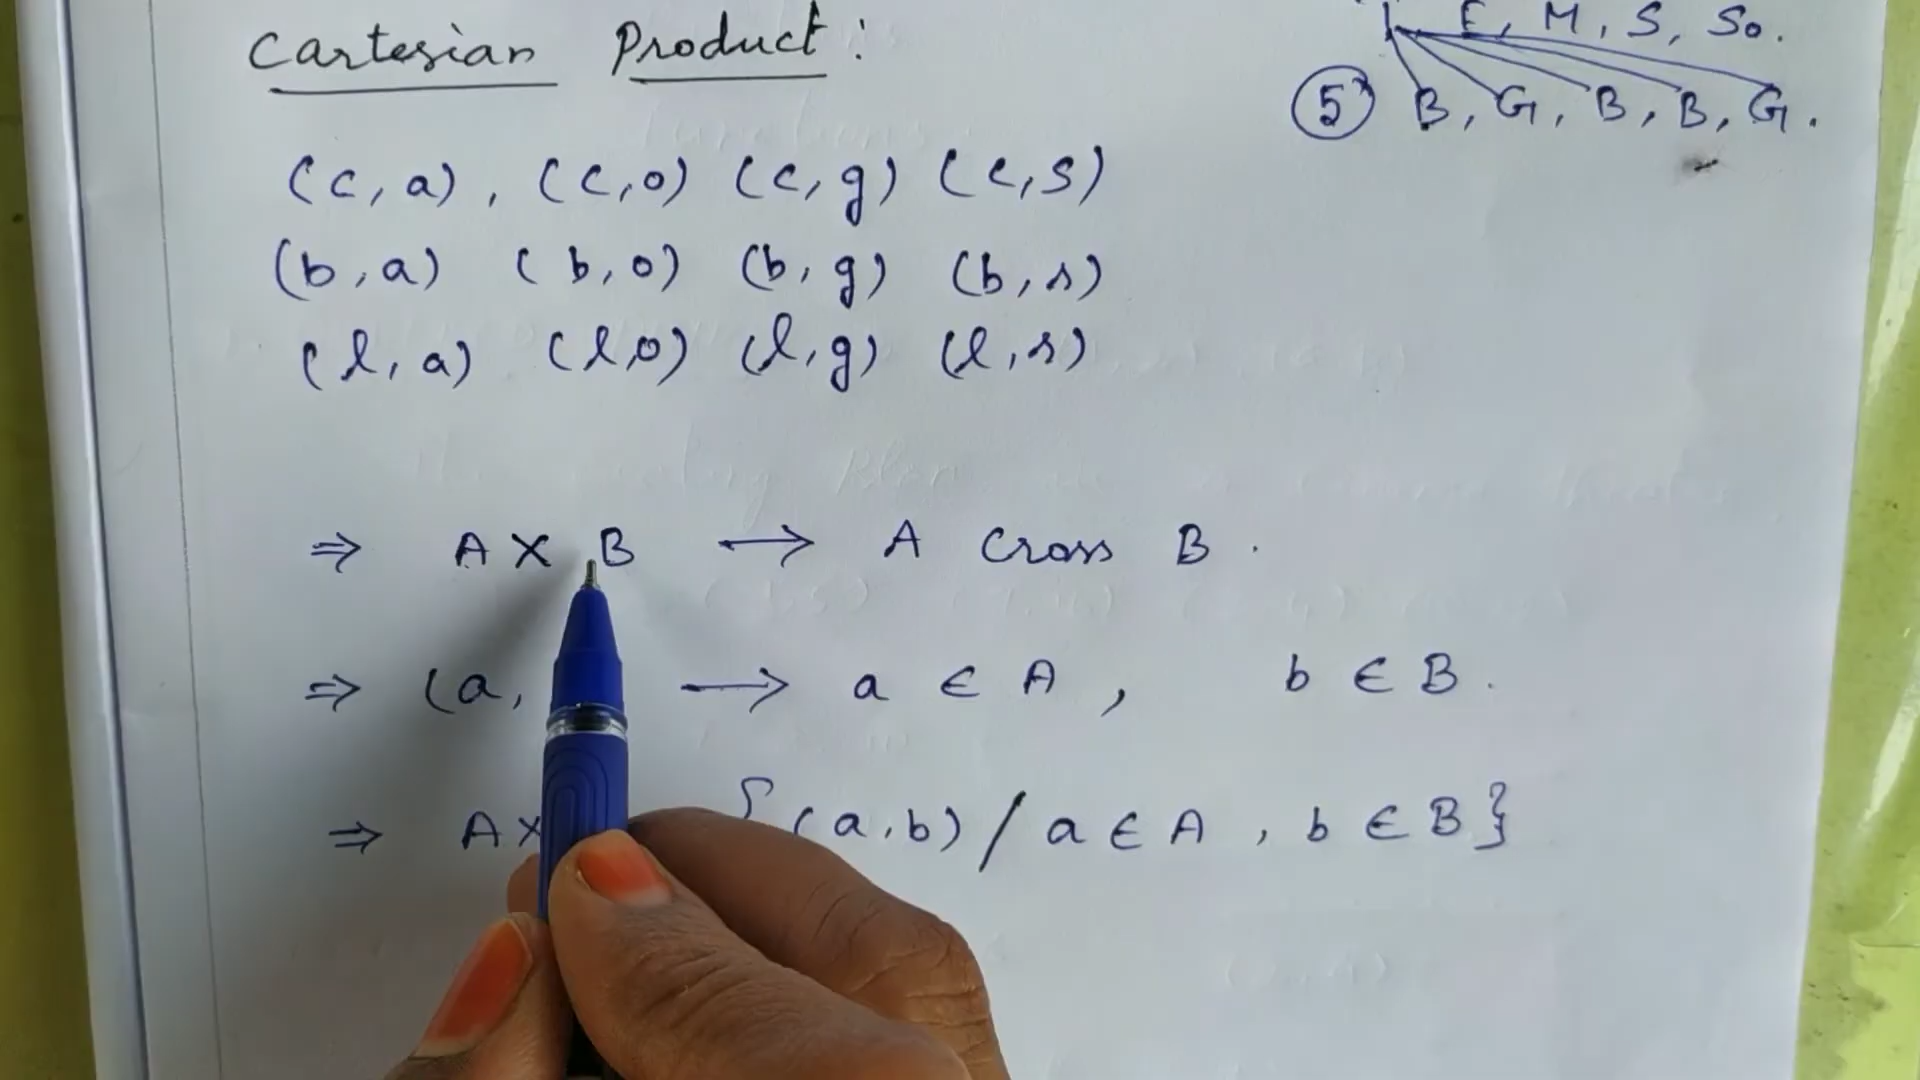 Cartesian Product:
E, M, S, So.
5 B, G, B, B, G.
(c, a), (c, o) (c, g) (c, s)
(b, a) (b, o) (b, g) (b, s)
(l, a) (l, o) (l, g) (l, s)
⇒ A X B ⟶ A Cross B.
⇒ (a, ⟶ a ∈ A, b ∈ B.
⇒ A X {(a, b) / a ∈ A, b ∈ B}